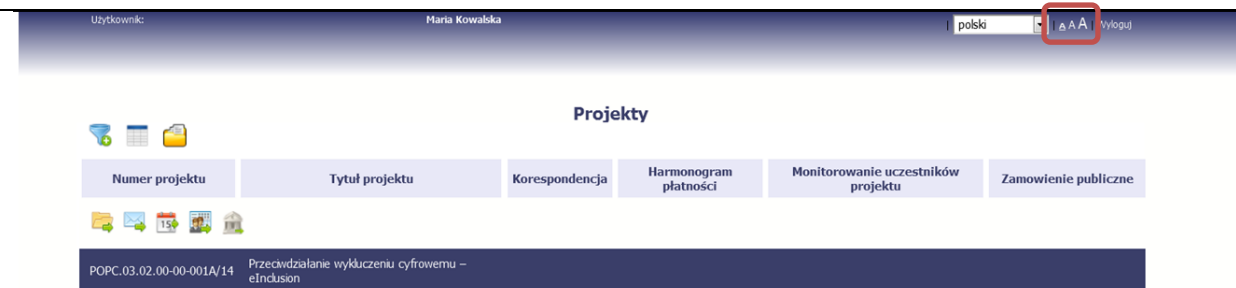 Użytkownik: Maria Kowalska | polski | A A A | Wyloguj
Projekty
Numer projektu Tytuł projektu Korespondencja Harmonogram płatności Monitorowanie uczestników projektu Zamowienie publiczne
15
POPC.03.02.00-00-001A/14 Przeciwdziałanie wykluczeniu cyfrowemu –
eInclusion